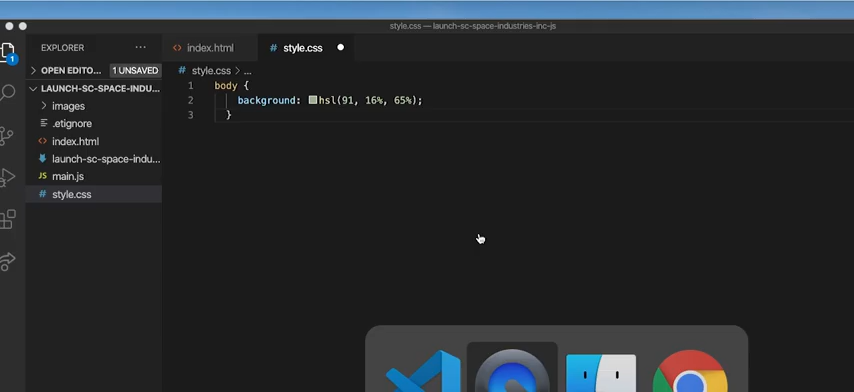 style.css — launch-sc-space-industries-inc-js
EXPLORER ...
index.html
# style.css
OPEN EDITO... 1 UNSAVED
# style.css > ...
LAUNCH-SC-SPACE-INDU...
images
.etignore
index.html
launch-sc-space-indu...
JS main.js
# style.css
1
1 body {
2 background: hsl(91, 16%, 65%);
3 }